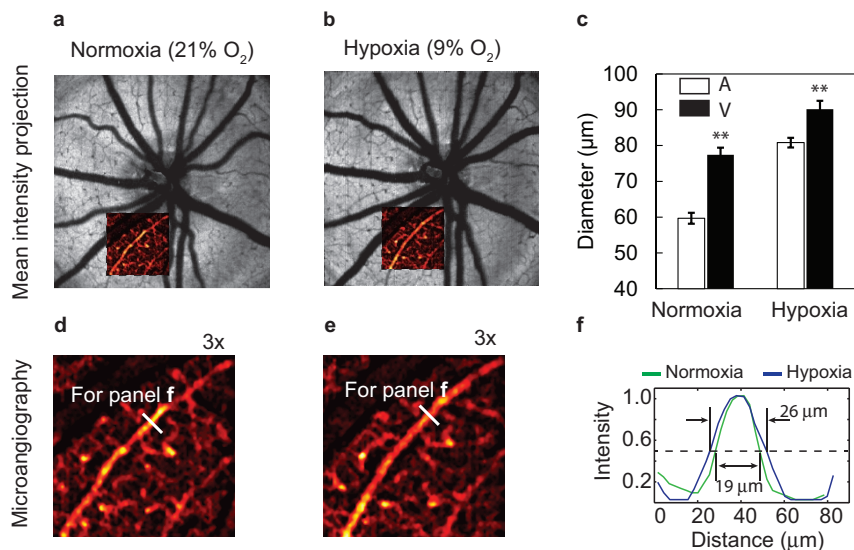 a
Normoxia (21% O₂)
b
Hypoxia (9% O₂)
Mean intensity projection
c
100
90
80
70
60
50
40
Diameter (µm)
A
V
**
**
Normoxia
Hypoxia
d
3x
For panel f
e
3x
For panel f
Microangiography
f
Normoxia
Hypoxia
1.0
0.6
0.2
Intensity
26 µm
19 µm
0
20
40
60
80
Distance (µm)